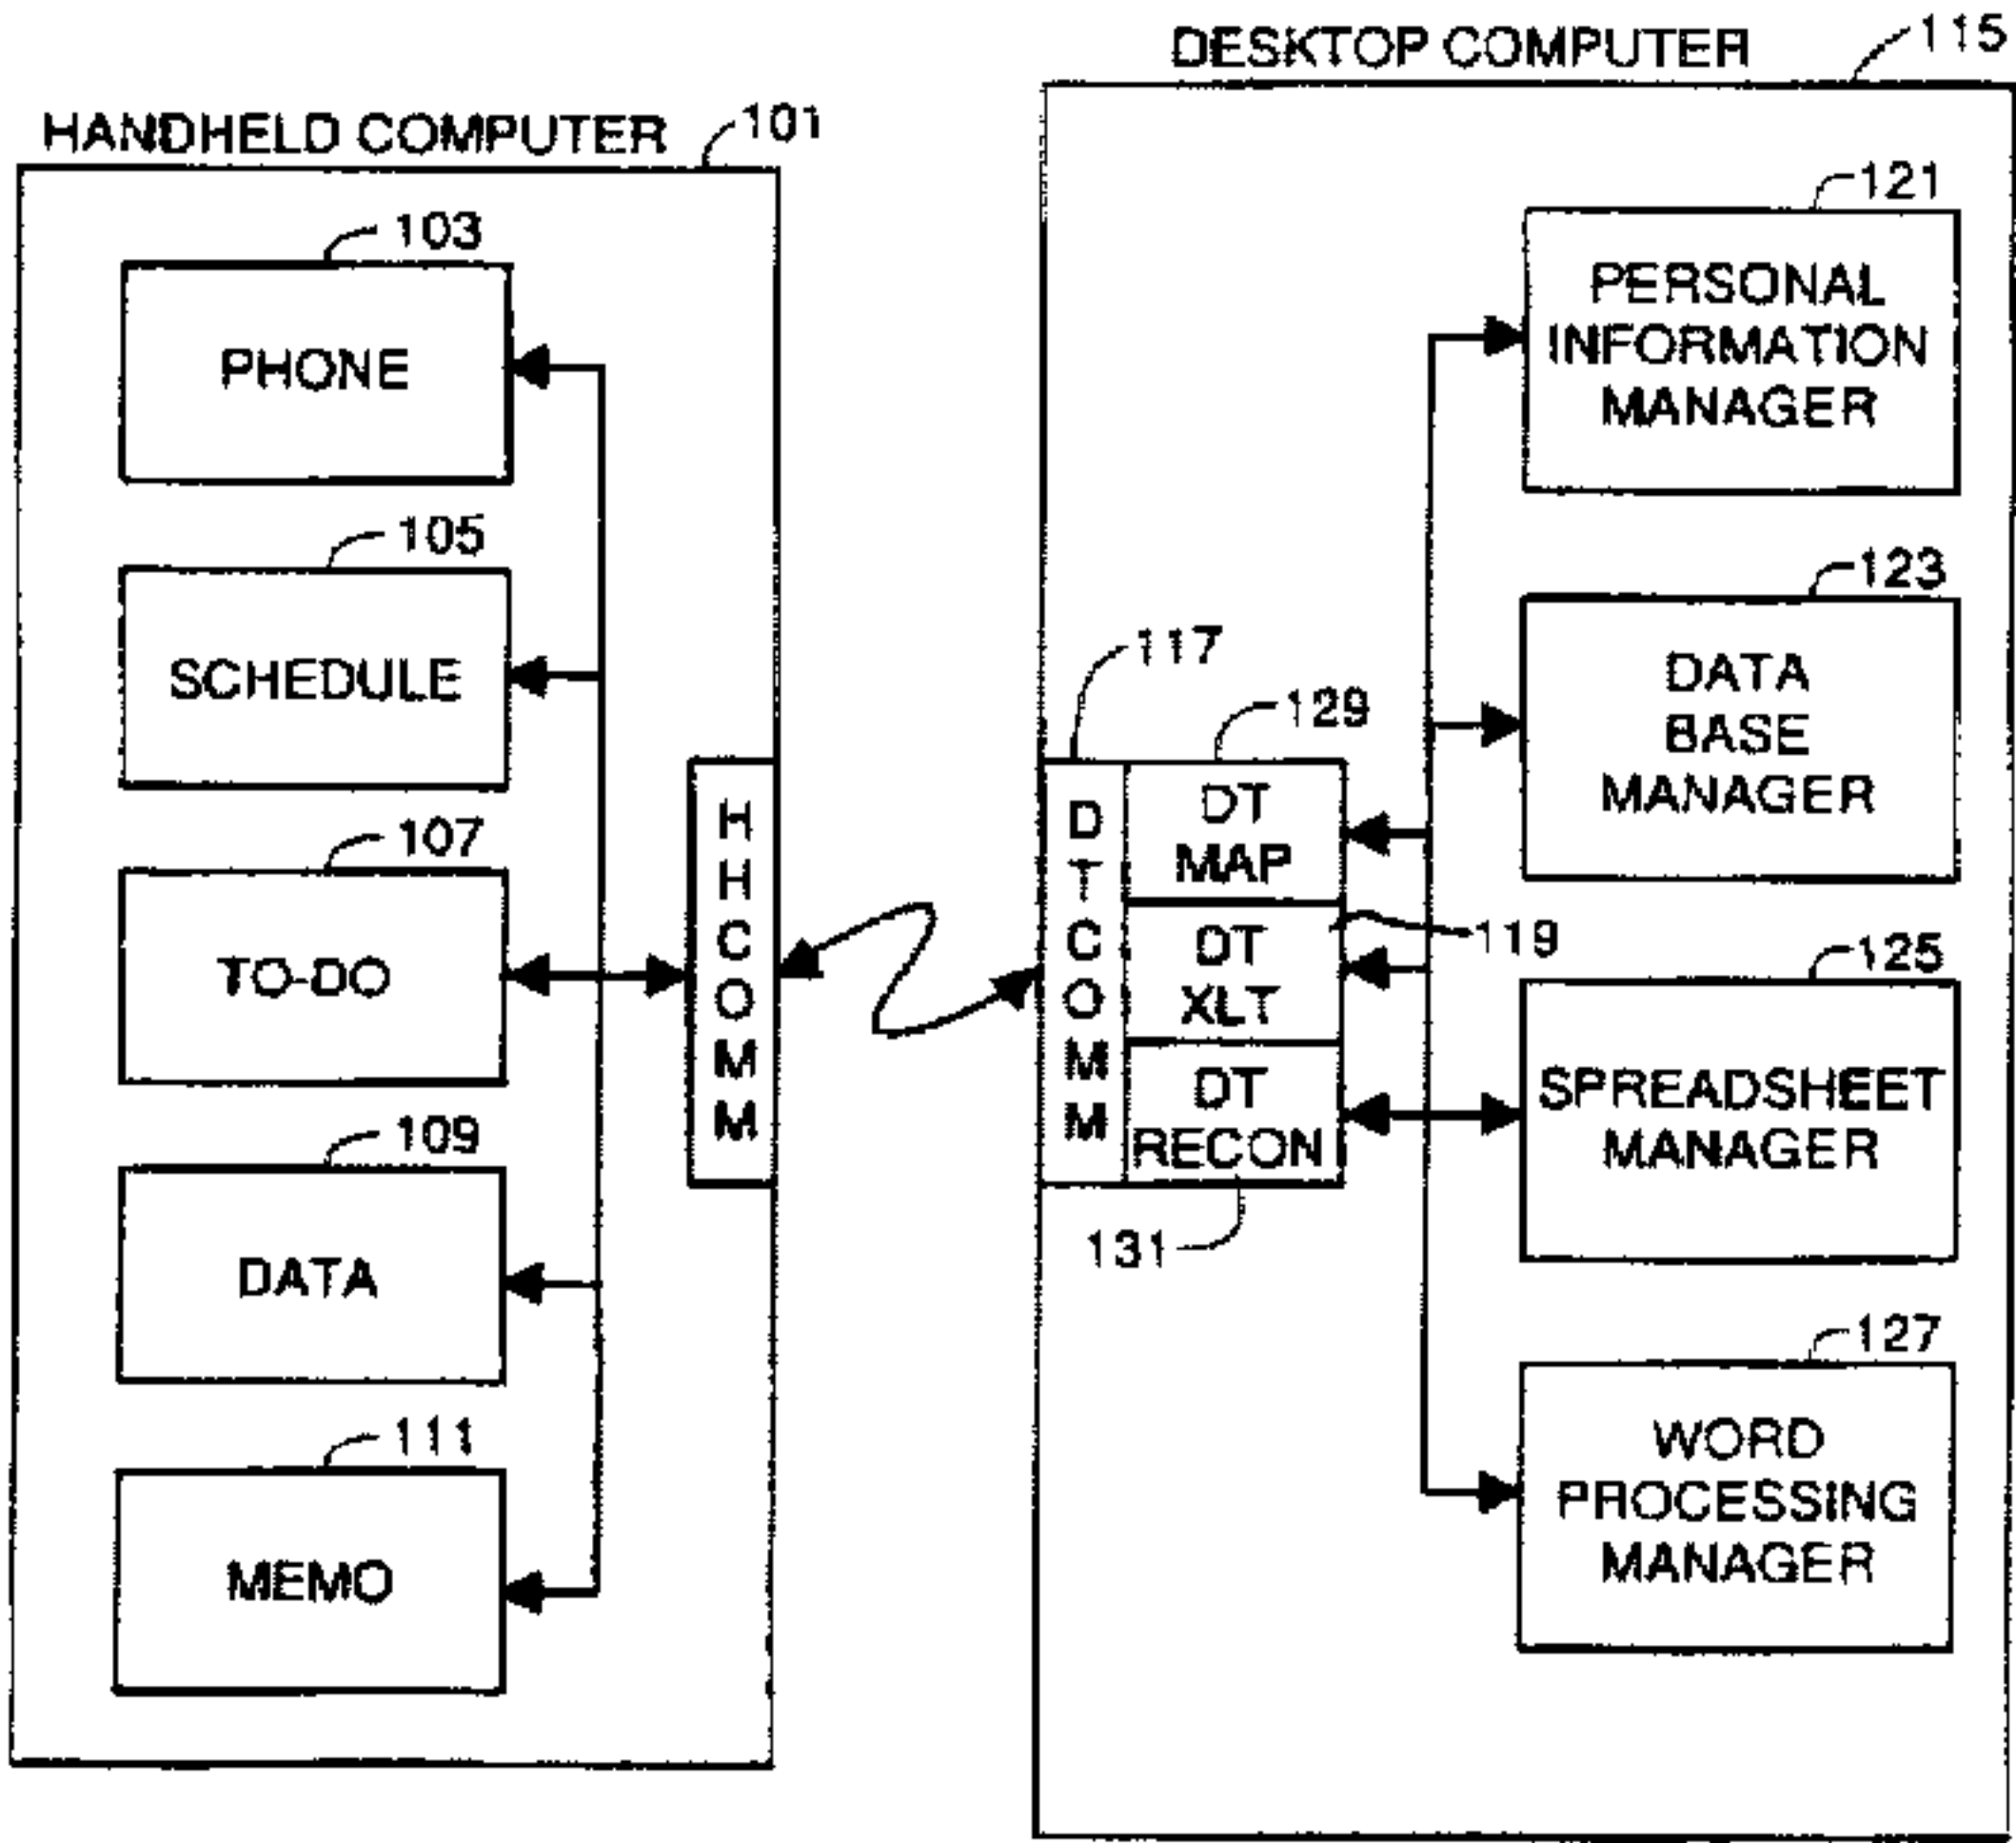 HANDHELD COMPUTER
101
103
PHONE
105
SCHEDULE
107
TO-DO
109
DATA
111
MEMO
HHCOMM
DESKTOP COMPUTER
115
117
DTCOMM
129
DT
MAP
119
DT
XLT
DT
RECON
131
121
PERSONAL
INFORMATION
MANAGER
123
DATA
BASE
MANAGER
125
SPREADSHEET
MANAGER
127
WORD
PROCESSING
MANAGER